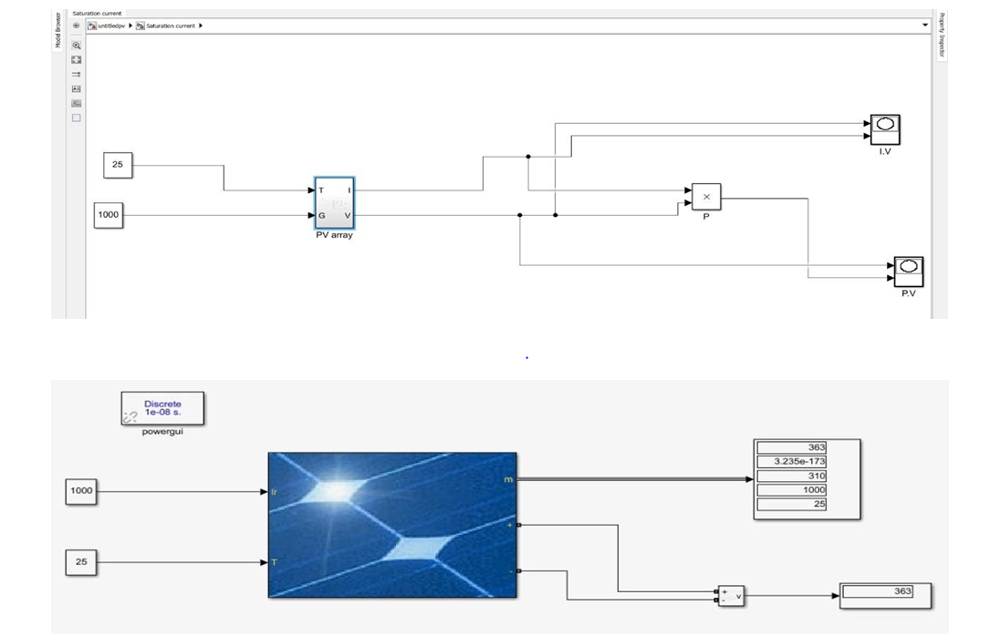 Saturation current
Model Browser
untitledpv
Saturation current
Property Inspector
I.V
25
T
I
G
V
1000
PV array
×
P
P.V
Discrete
1e-08 s.
powergui
363
3.235e-173
310
1000
25
1000
Ir
m
+
25
T
-
+
-
v
363